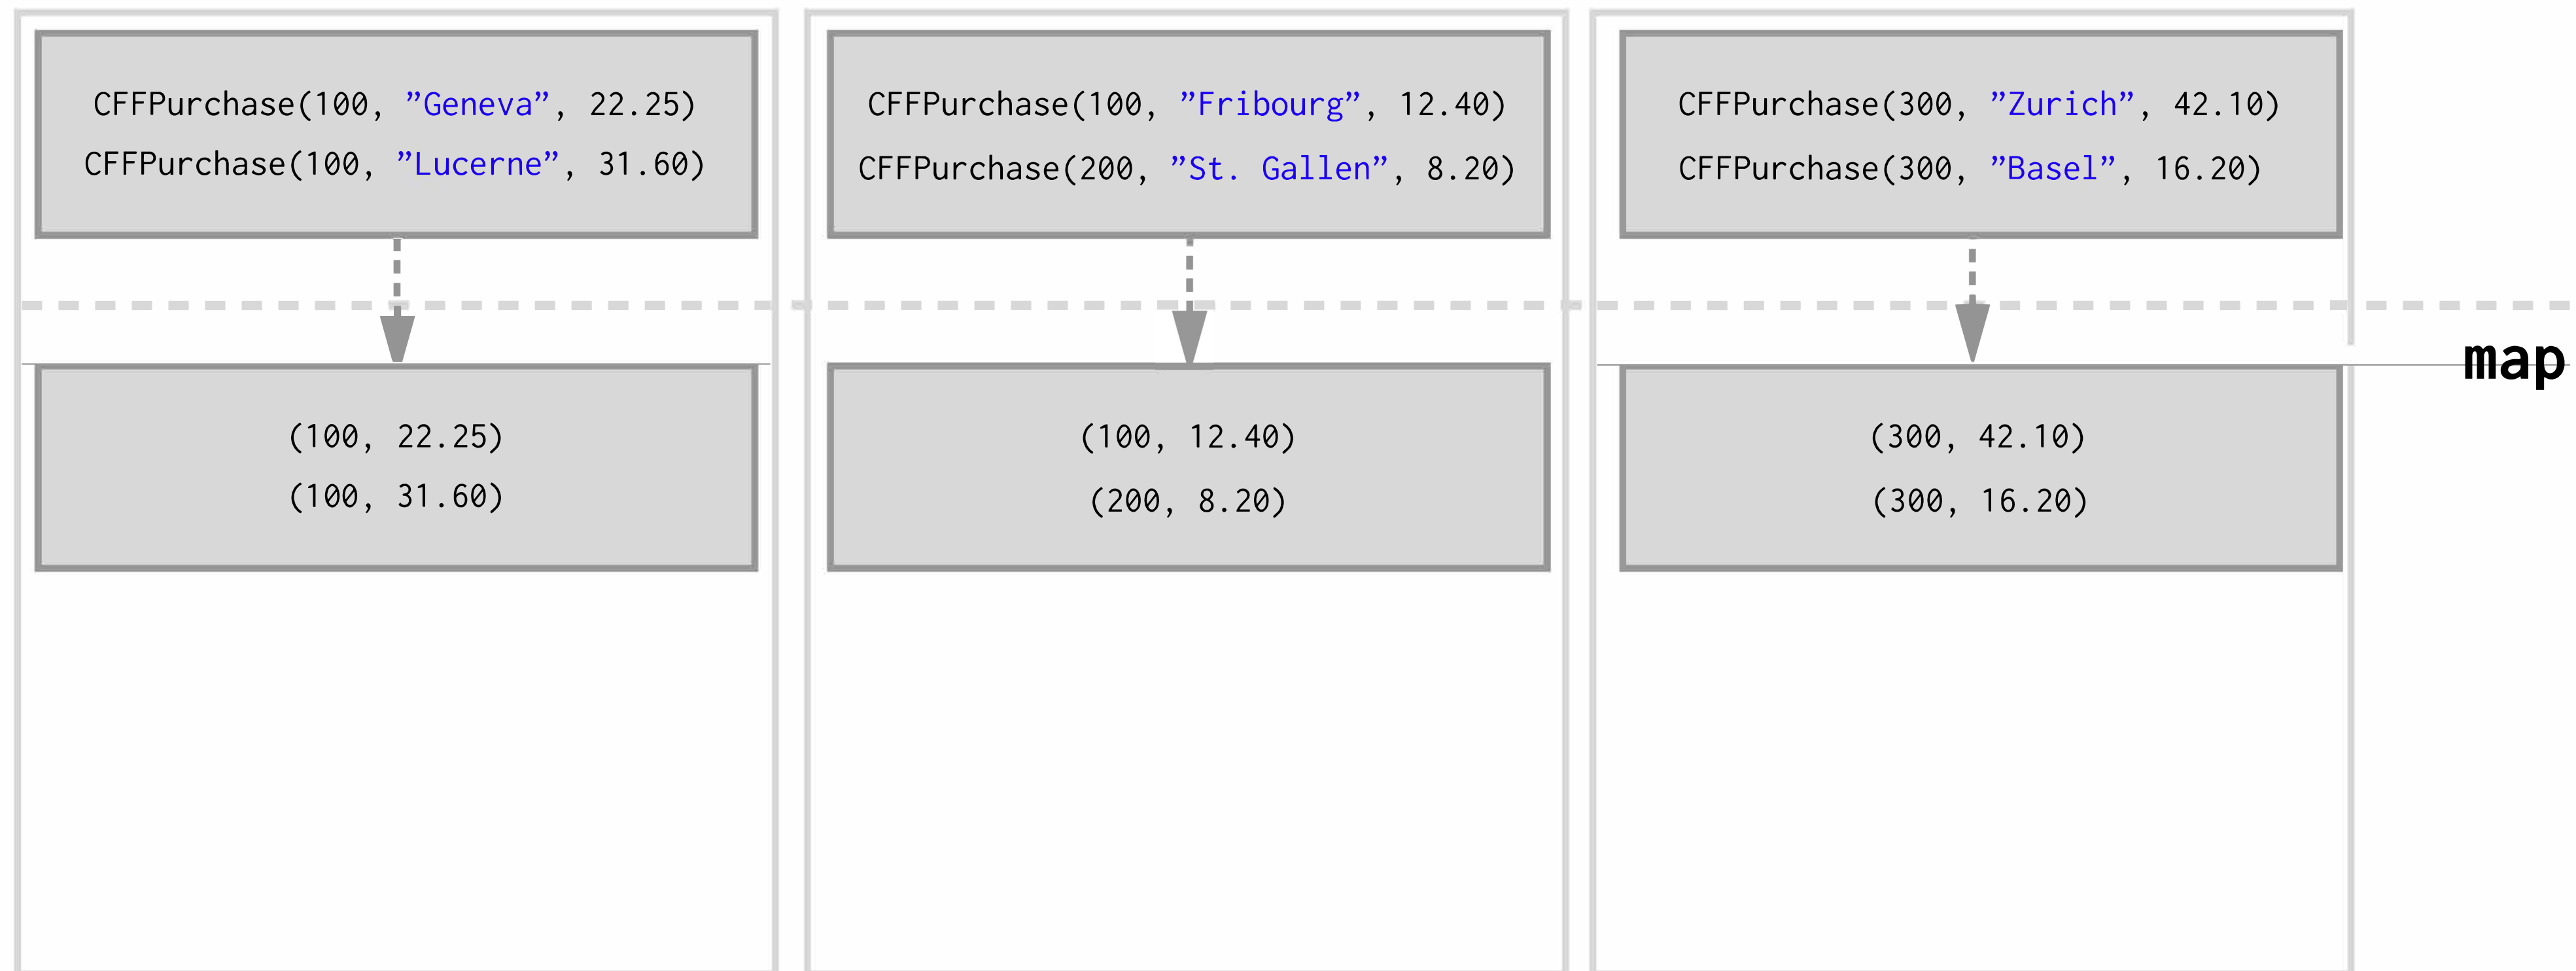 CFFPurchase(100, ”Geneva”, 22.25)
CFFPurchase(100, ”Lucerne”, 31.60)
CFFPurchase(100, ”Fribourg”, 12.40)
CFFPurchase(200, ”St. Gallen”, 8.20)
CFFPurchase(300, ”Zurich”, 42.10)
CFFPurchase(300, ”Basel”, 16.20)
map
(100, 22.25)
(100, 31.60)
(100, 12.40)
(200, 8.20)
(300, 42.10)
(300, 16.20)